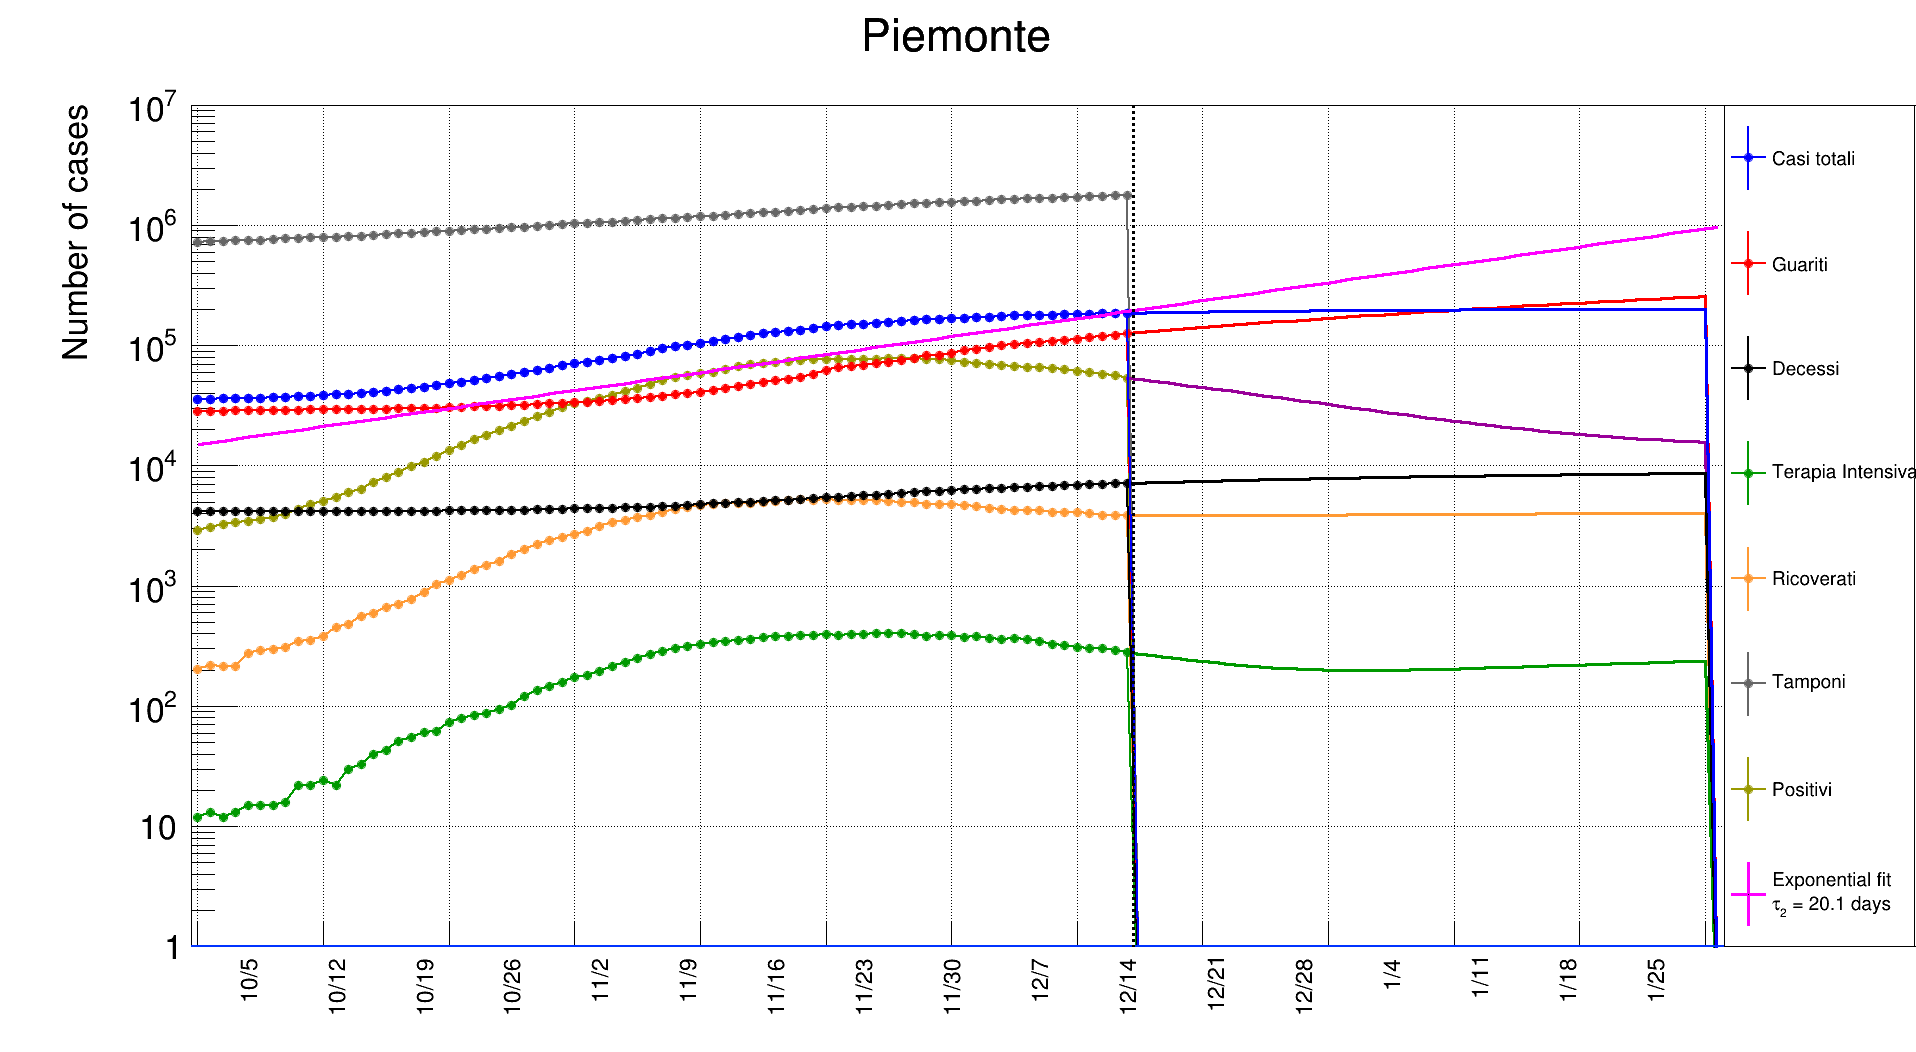 Piemonte
Number of cases
10^7
10^6
10^5
10^4
10^3
10^2
10
1
10/5
10/12
10/19
10/26
11/2
11/9
11/16
11/23
11/30
12/7
12/14
12/21
12/28
1/4
1/11
1/18
1/25
Casi totali
Guariti
Decessi
Terapia Intensiva
Ricoverati
Tamponi
Positivi
Exponential fit
τ₂ = 20.1 days